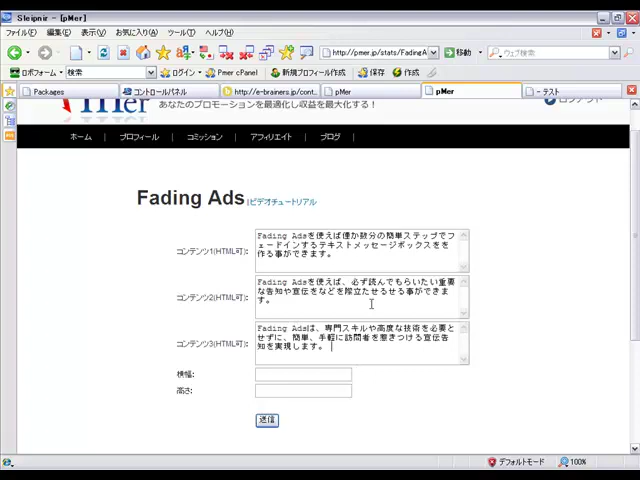 Sleipnir - [pMer]
ファイル(F) 編集(E) 表示(V) お気に入り(A) ツール(T) ヘルプ(H)
http://pmer.jp/stats/FadingA 移動 ウェブ検索
ロボフォーム 検索 ログイン Pmer cPanel 新規プロフィール作成 保存 作成
Packages コントロールパネル http://e-brainers.jp/cont... pMer pMer - テスト
あなたのプロモーションを最適化し収益を最大化する！
ホーム | プロフィール | コミッション | アフィリエイト | ブログ
Fading Ads |ビデオチュートリアル
コンテンツ1(HTML可):
Fading Adsを使えば僅か数分の簡単ステップでフ
ェードインするテキストメッセージボックスをを
作る事ができます。
コンテンツ2(HTML可):
Fading Adsを使えば、必ず読んでもらいたい重要
な告知や宣伝をなどを際立たせるせる事ができま
す。
コンテンツ3(HTML可):
Fading Adsは、専門スキルや高度な技術を必要と
せずに、簡単、手軽に訪問者を惹きつける宣伝告
知を実現します。
横幅:
高さ:
送信
デフォルトモード 100%